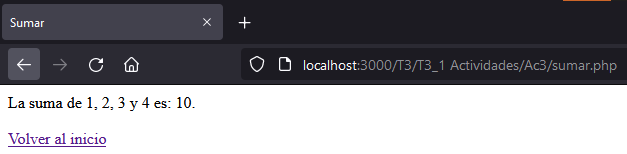 Sumar
localhost:3000/T3/T3_1 Actividades/Ac3/sumar.php
La suma de 1, 2, 3 y 4 es: 10.
Volver al inicio